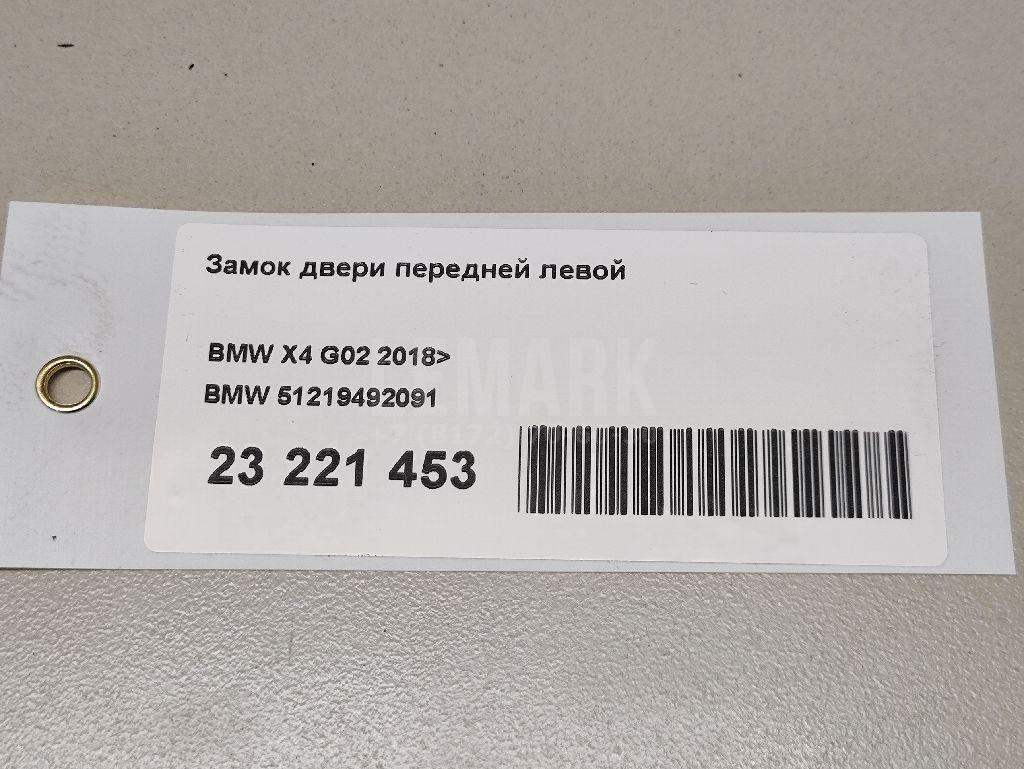 Замок двери передней левой
BMW X4 G02 2018>
BMW 51219492091
23 221 453